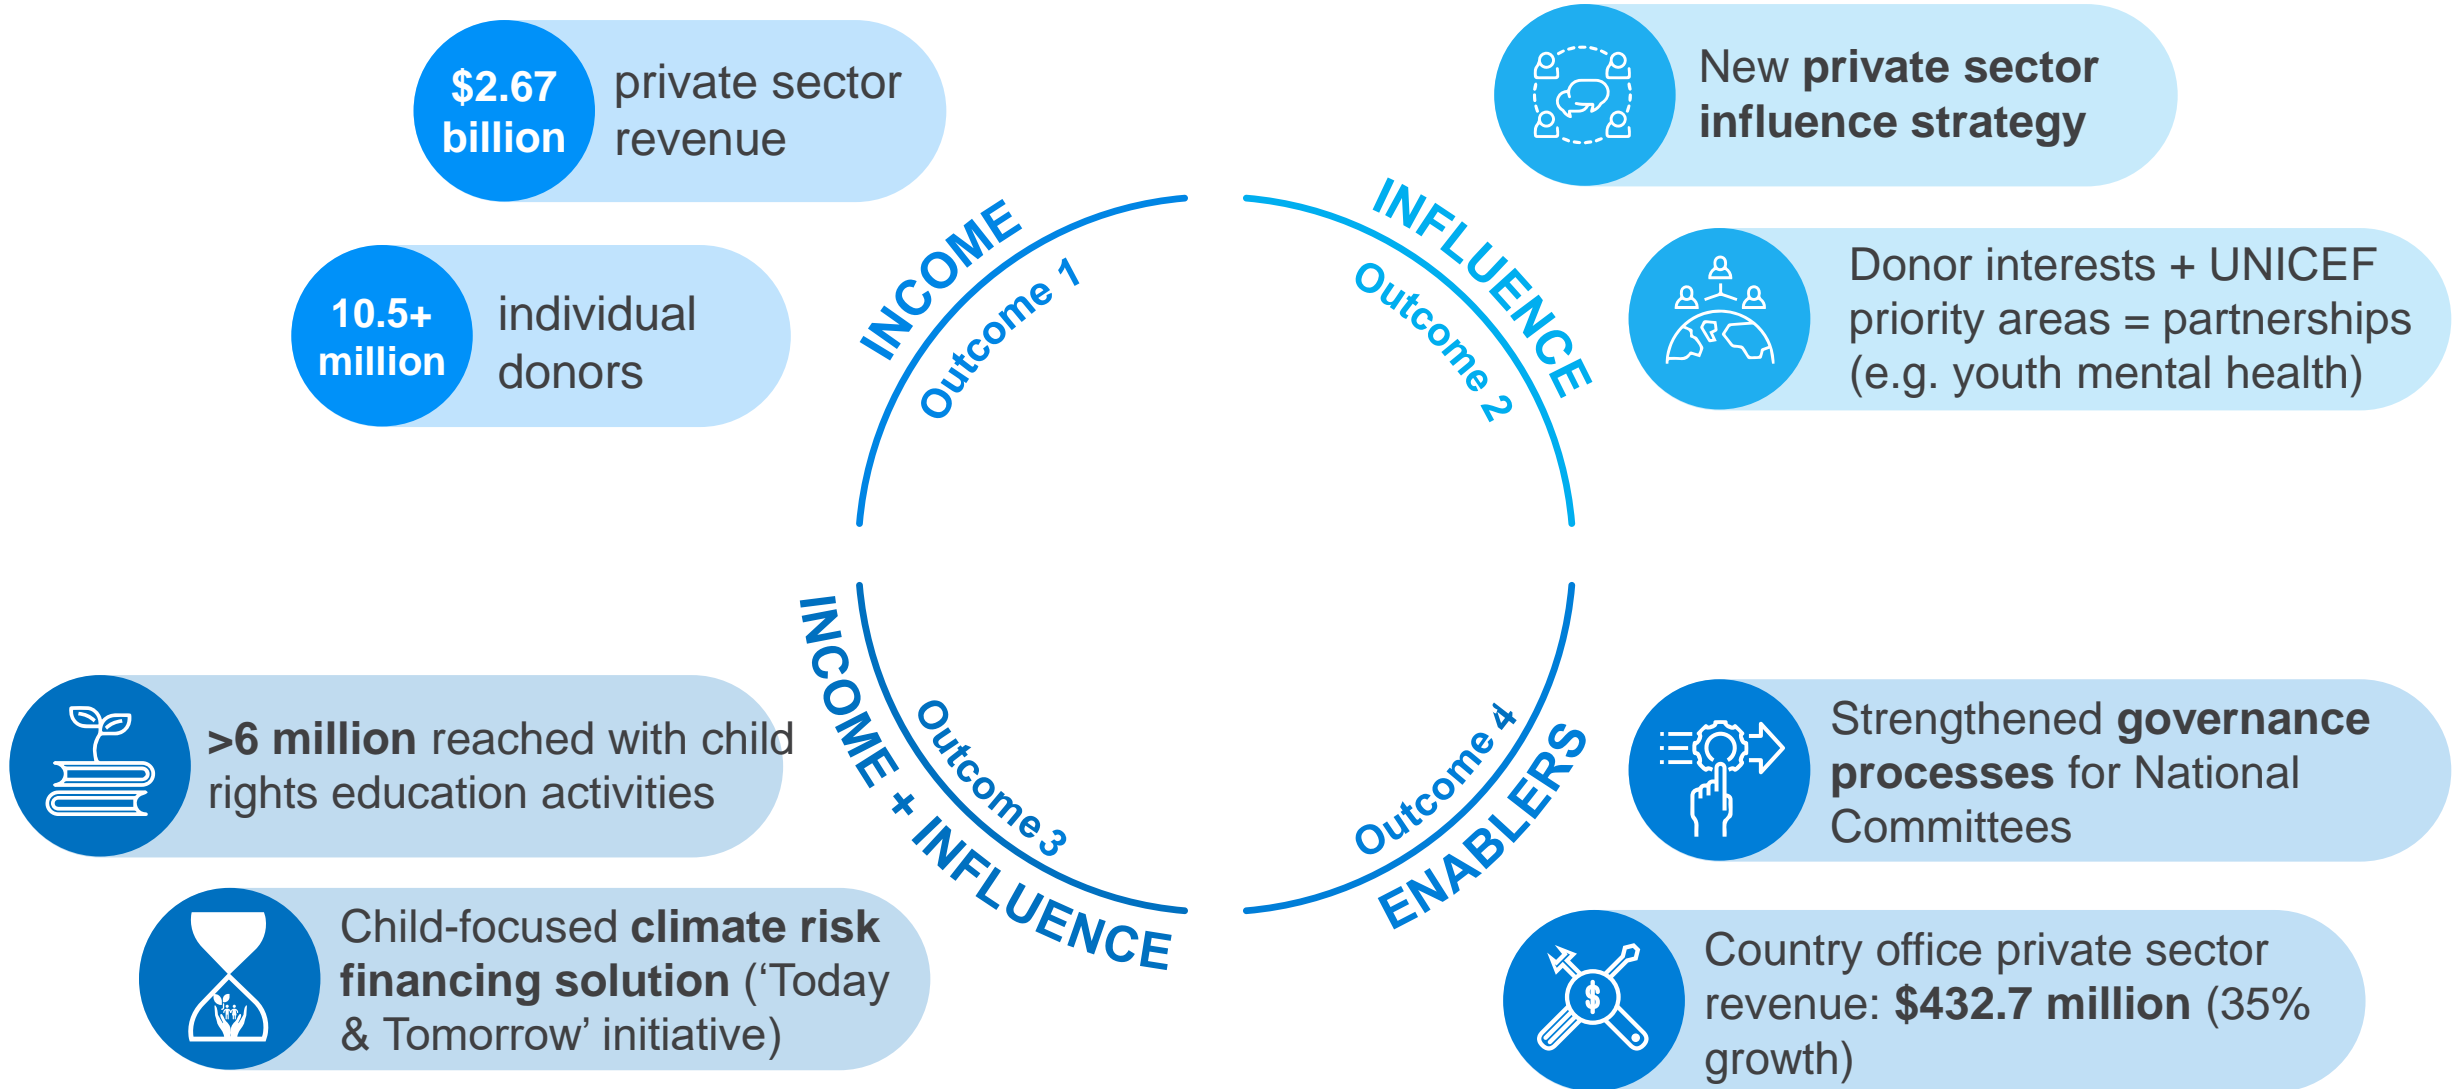 $2.67
billion
private sector
revenue
10.5+
million
individual
donors
INCOME
Outcome 1
INFLUENCE
Outcome 2
New private sector
influence strategy
Donor interests + UNICEF
priority areas = partnerships
(e.g. youth mental health)
>6 million reached with child
rights education activities
Child-focused climate risk
financing solution (‘Today
& Tomorrow’ initiative)
INCOME + INFLUENCE
Outcome 3
Outcome 4
ENABLERS
Strengthened governance
processes for National
Committees
$
Country office private sector
revenue: $432.7 million (35%
growth)